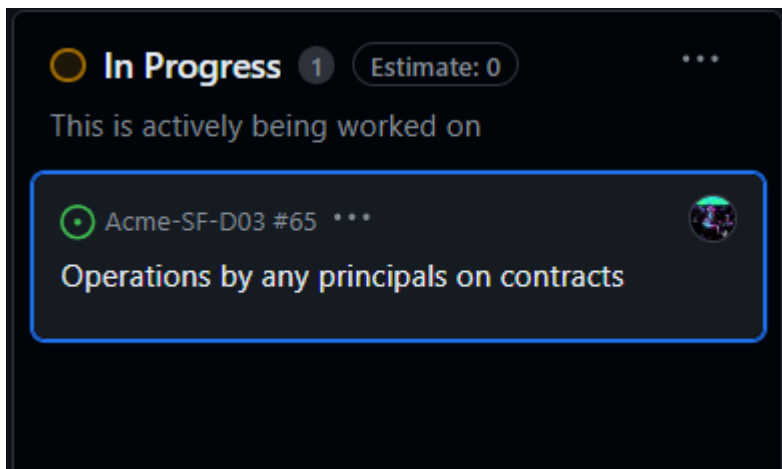 In Progress 1 Estimate: 0
This is actively being worked on
Acme-SF-D03 #65
Operations by any principals on contracts